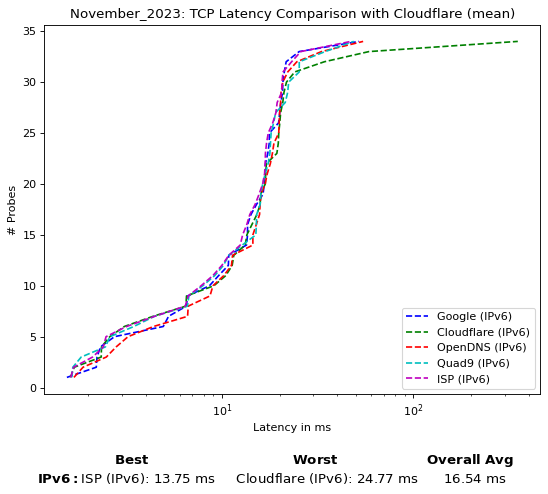 November_2023: TCP Latency Comparison with Cloudflare (mean)
35
30
25
20
15
10
5
0
# Probes
Google (IPv6)
Cloudflare (IPv6)
OpenDNS (IPv6)
Quad9 (IPv6)
ISP (IPv6)
10¹
10²
Latency in ms
Best Worst Overall Avg
IPv6: ISP (IPv6): 13.75 ms Cloudflare (IPv6): 24.77 ms 16.54 ms